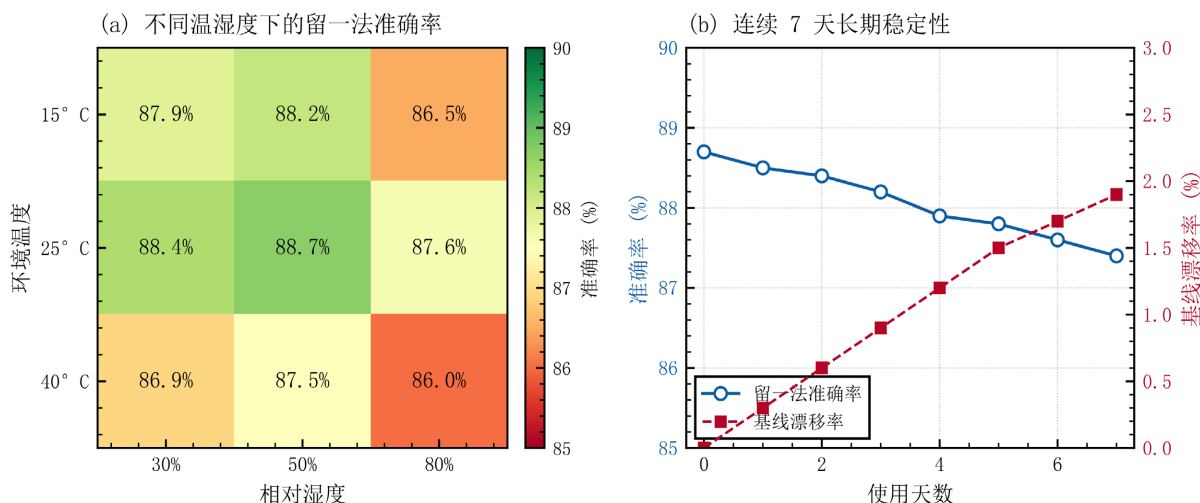 (a) 不同温湿度下的留一法准确率
环境温度
15° C
25° C
40° C
87.9% 88.2% 86.5%
88.4% 88.7% 87.6%
86.9% 87.5% 86.0%
30% 50% 80%
相对湿度
90
89
88
87
86
85
准确率 (%)
(b) 连续 7 天长期稳定性
准确率 (%)
90
89
88
87
86
85
留一法准确率
基线漂移率
0 2 4 6
使用天数
3.0
2.5
2.0
1.5
1.0
0.5
0.0
基线漂移率 (%)